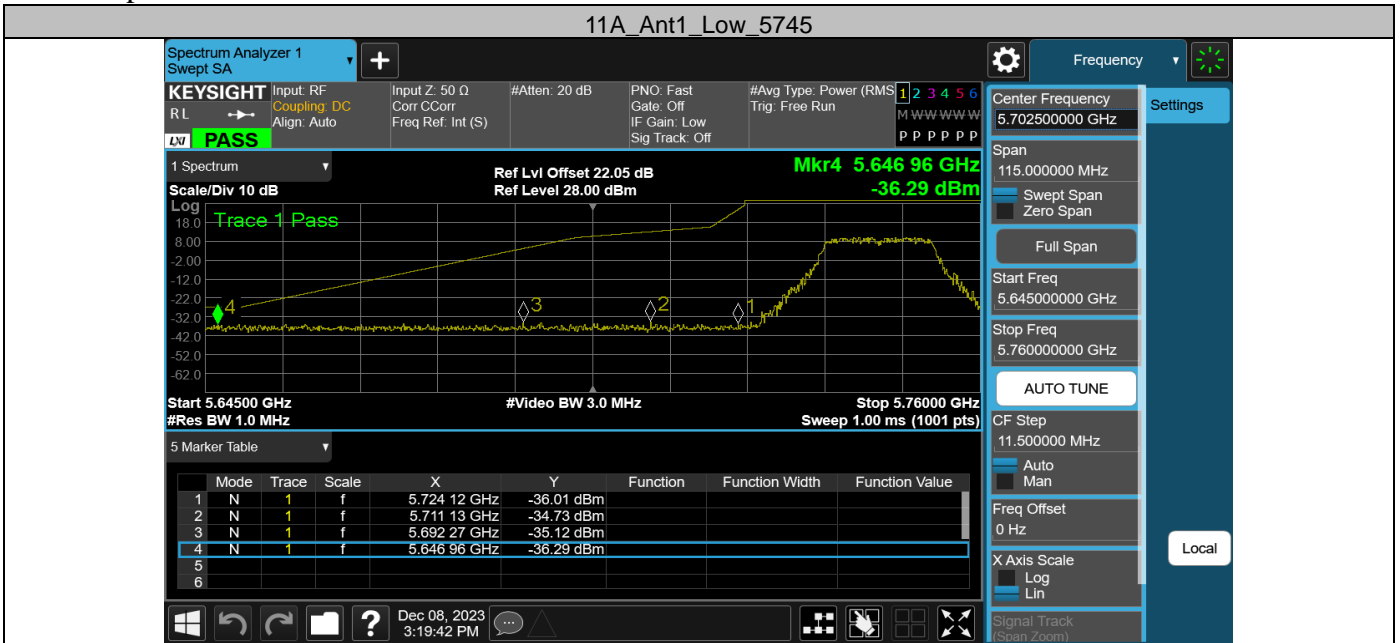 11A_Ant1_Low_5745
Spectrum Analyzer 1
Swept SA
Frequency
KEYSIGHT
R L
LXI PASS
Input: RF
Coupling: DC
Align: Auto
Input Z: 50 Ω
Corr CCorr
Freq Ref: Int (S)
#Atten: 20 dB
PNO: Fast
Gate: Off
IF Gain: Low
Sig Track: Off
#Avg Type: Power (RMS
Trig: Free Run
1 2 3 4 5 6
M W W W W W
P P P P P P
1 Spectrum
Scale/Div 10 dB
Ref Lvl Offset 22.05 dB
Ref Level 28.00 dBm
Mkr4 5.646 96 GHz
-36.29 dBm
Log
Trace 1 Pass
18.0
8.00
-2.00
-12.0
-22.0
-32.0
-42.0
-52.0
-62.0
4
3
2
1
Start 5.64500 GHz
#Video BW 3.0 MHz
Stop 5.76000 GHz
#Res BW 1.0 MHz
Sweep 1.00 ms (1001 pts)
5 Marker Table
Mode Trace Scale X Y Function Function Width Function Value
1 N 1 f 5.724 12 GHz -36.01 dBm
2 N 1 f 5.711 13 GHz -34.73 dBm
3 N 1 f 5.692 27 GHz -35.12 dBm
4 N 1 f 5.646 96 GHz -36.29 dBm
5
6
Center Frequency
5.702500000 GHz
Settings
Span
115.000000 MHz
Swept Span
Zero Span
Full Span
Start Freq
5.645000000 GHz
Stop Freq
5.760000000 GHz
AUTO TUNE
CF Step
11.500000 MHz
Auto
Man
Freq Offset
0 Hz
X Axis Scale
Log
Lin
Local
Signal Track
(Span Zoom)
?
Dec 08, 2023
3:19:42 PM